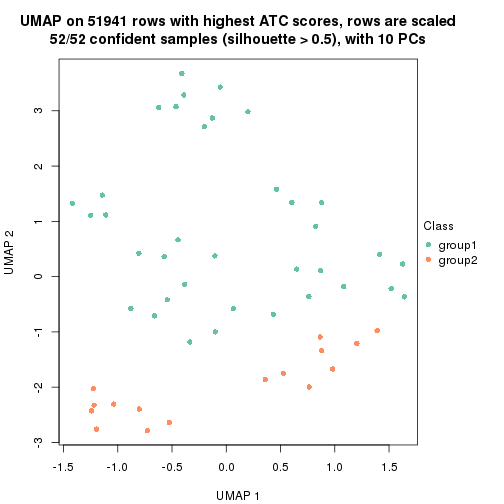 UMAP on 51941 rows with highest ATC scores, rows are scaled
52/52 confident samples (silhouette > 0.5), with 10 PCs
UMAP 2
3
2
1
0
-1
-2
-3
-1.5 -1.0 -0.5 0.0 0.5 1.0 1.5
UMAP 1
Class
group1
group2